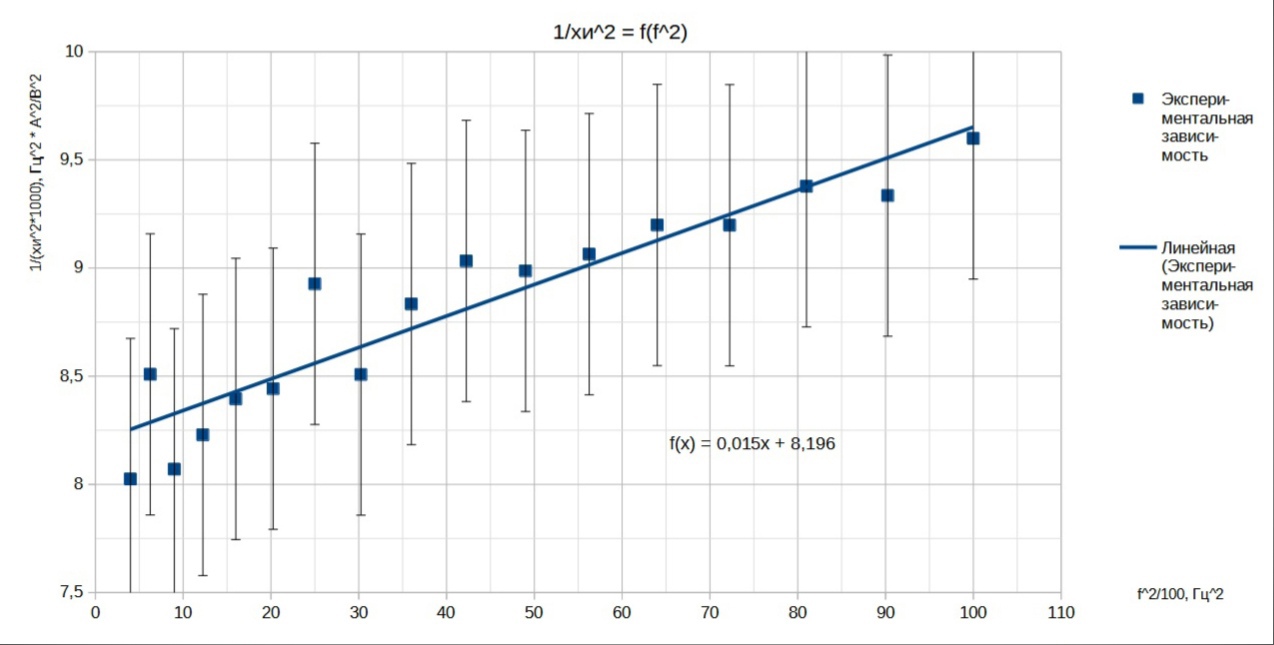 1/хи^2 = f(f^2)
1/(хи^2*1000), Гц^2 * А^2/В^2
10
9,5
9
8,5
8
7,5
0 10 20 30 40 50 60 70 80 90 100 110
f(x) = 0,015x + 8,196
Экспери-
ментальная
зависи-
мость
Линейная
(Экспери-
ментальная
зависи-
мость)
f^2/100, Гц^2